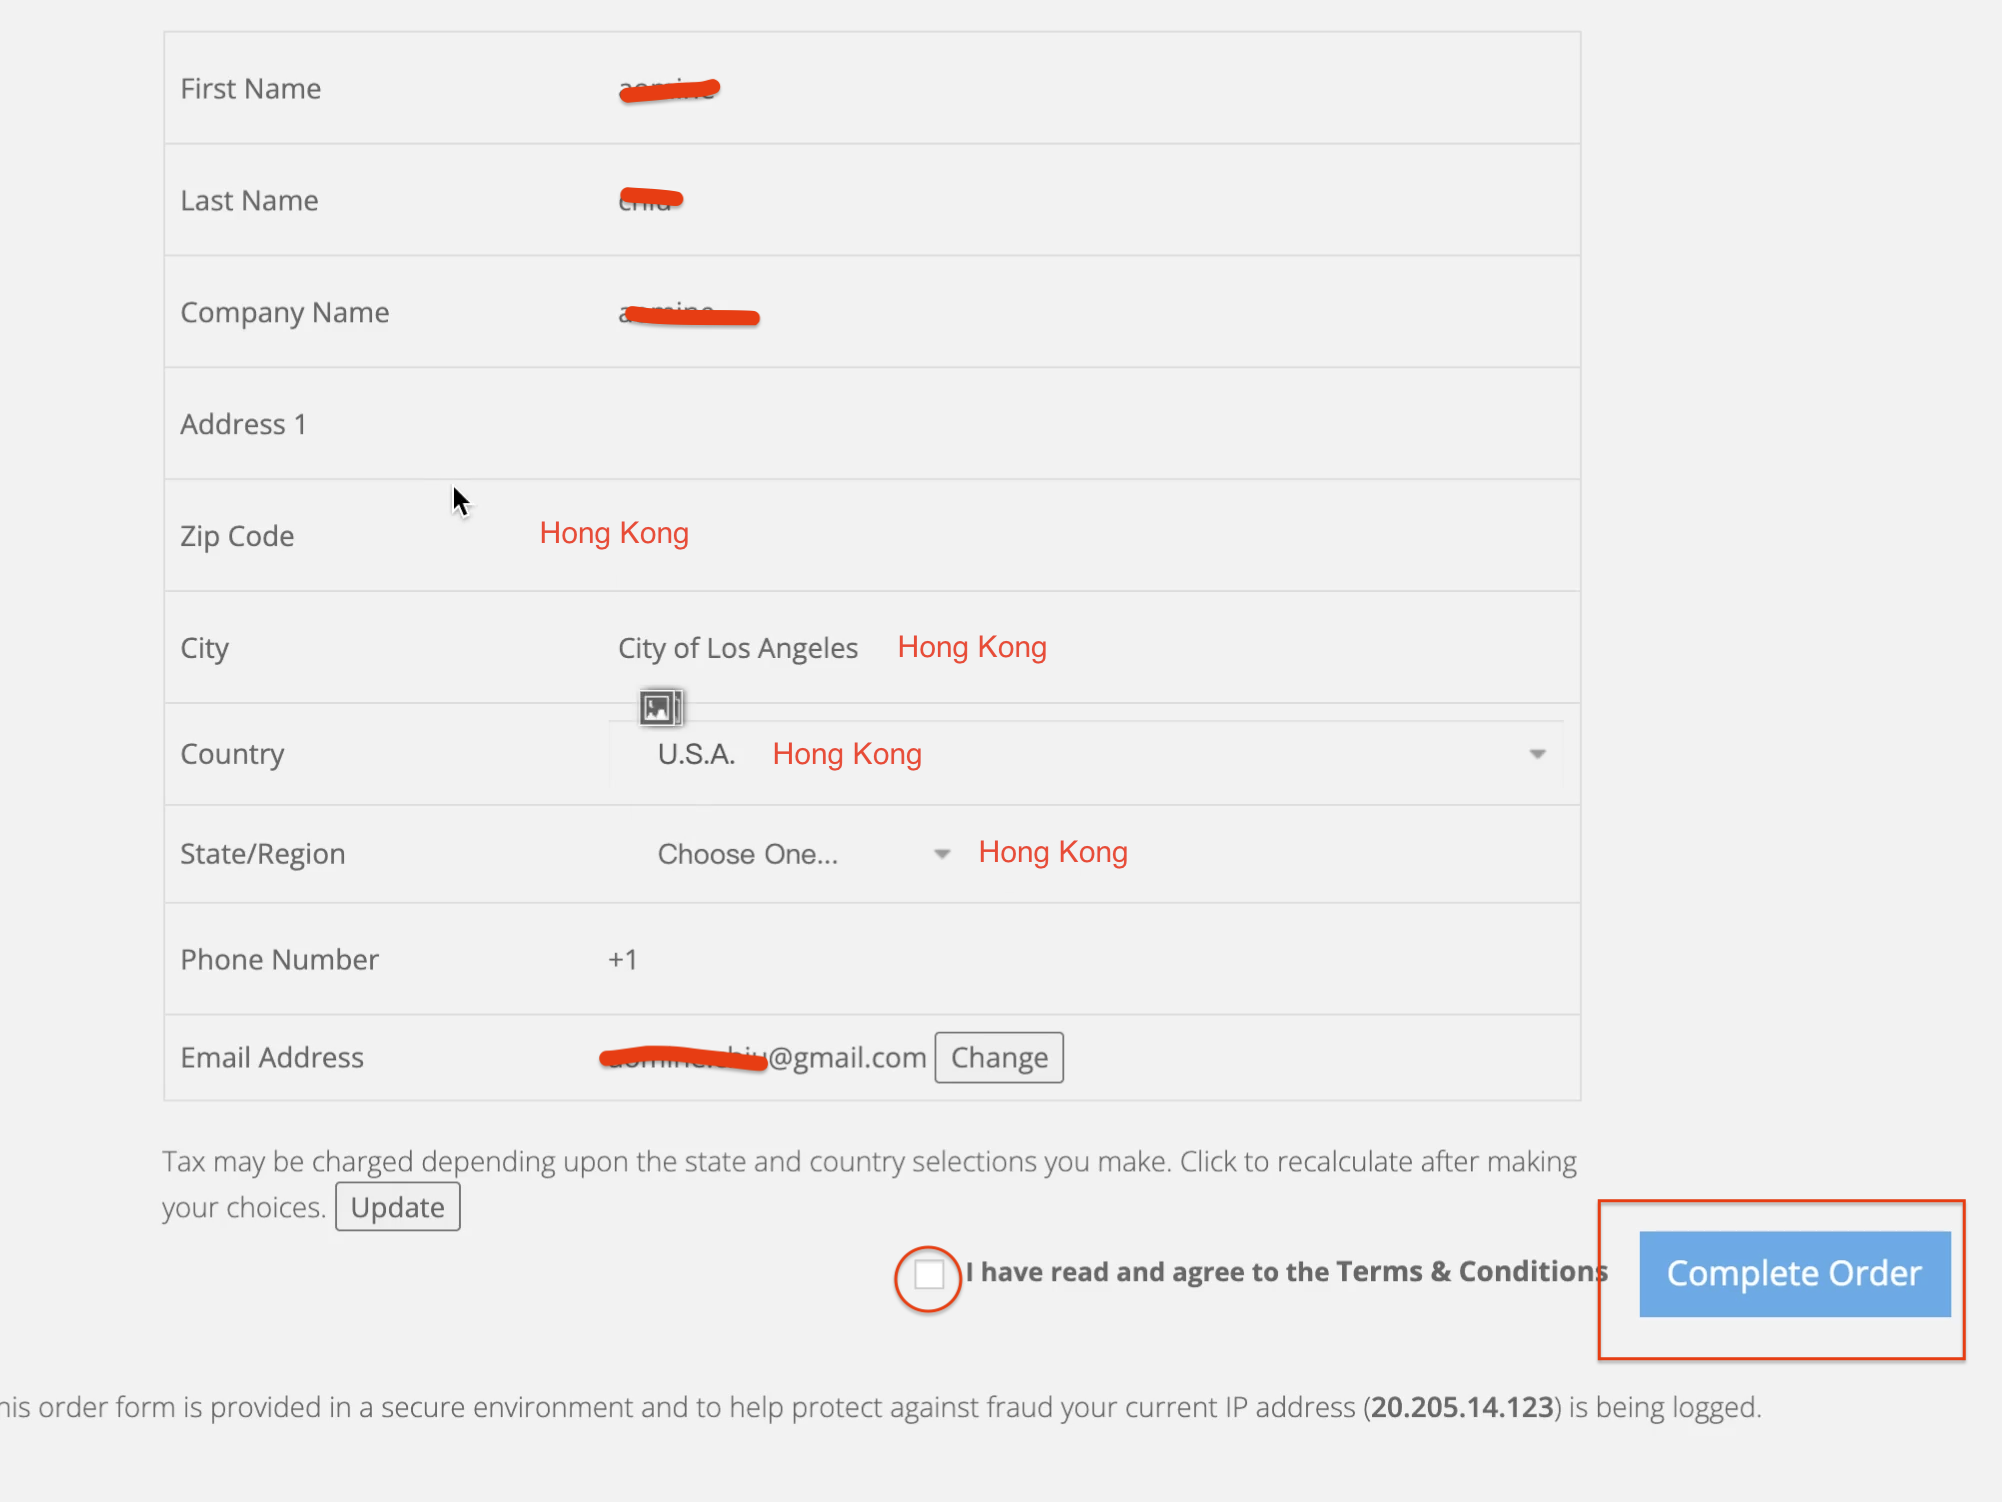 First Name
Last Name
Company Name
Address 1
Zip Code Hong Kong
City City of Los Angeles Hong Kong
Country U.S.A. Hong Kong
State/Region Choose One... Hong Kong
Phone Number +1
Email Address @gmail.com Change
Tax may be charged depending upon the state and country selections you make. Click to recalculate after making
your choices. Update
I have read and agree to the Terms & Conditions Complete Order
his order form is provided in a secure environment and to help protect against fraud your current IP address (20.205.14.123) is being logged.